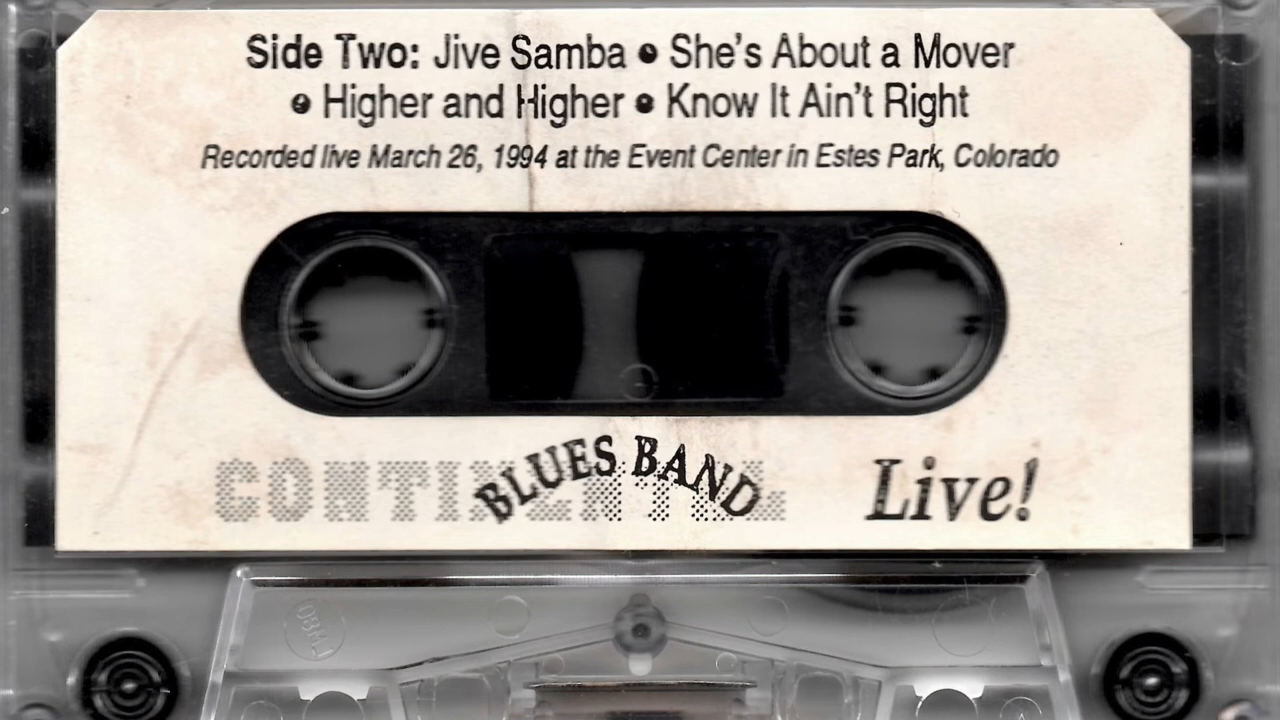 Side Two: Jive Samba • She's About a Mover
• Higher and Higher • Know It Ain't Right
Recorded live March 26, 1994 at the Event Center in Estes Park, Colorado
CONTINENTAL
BLUES BAND
Live!